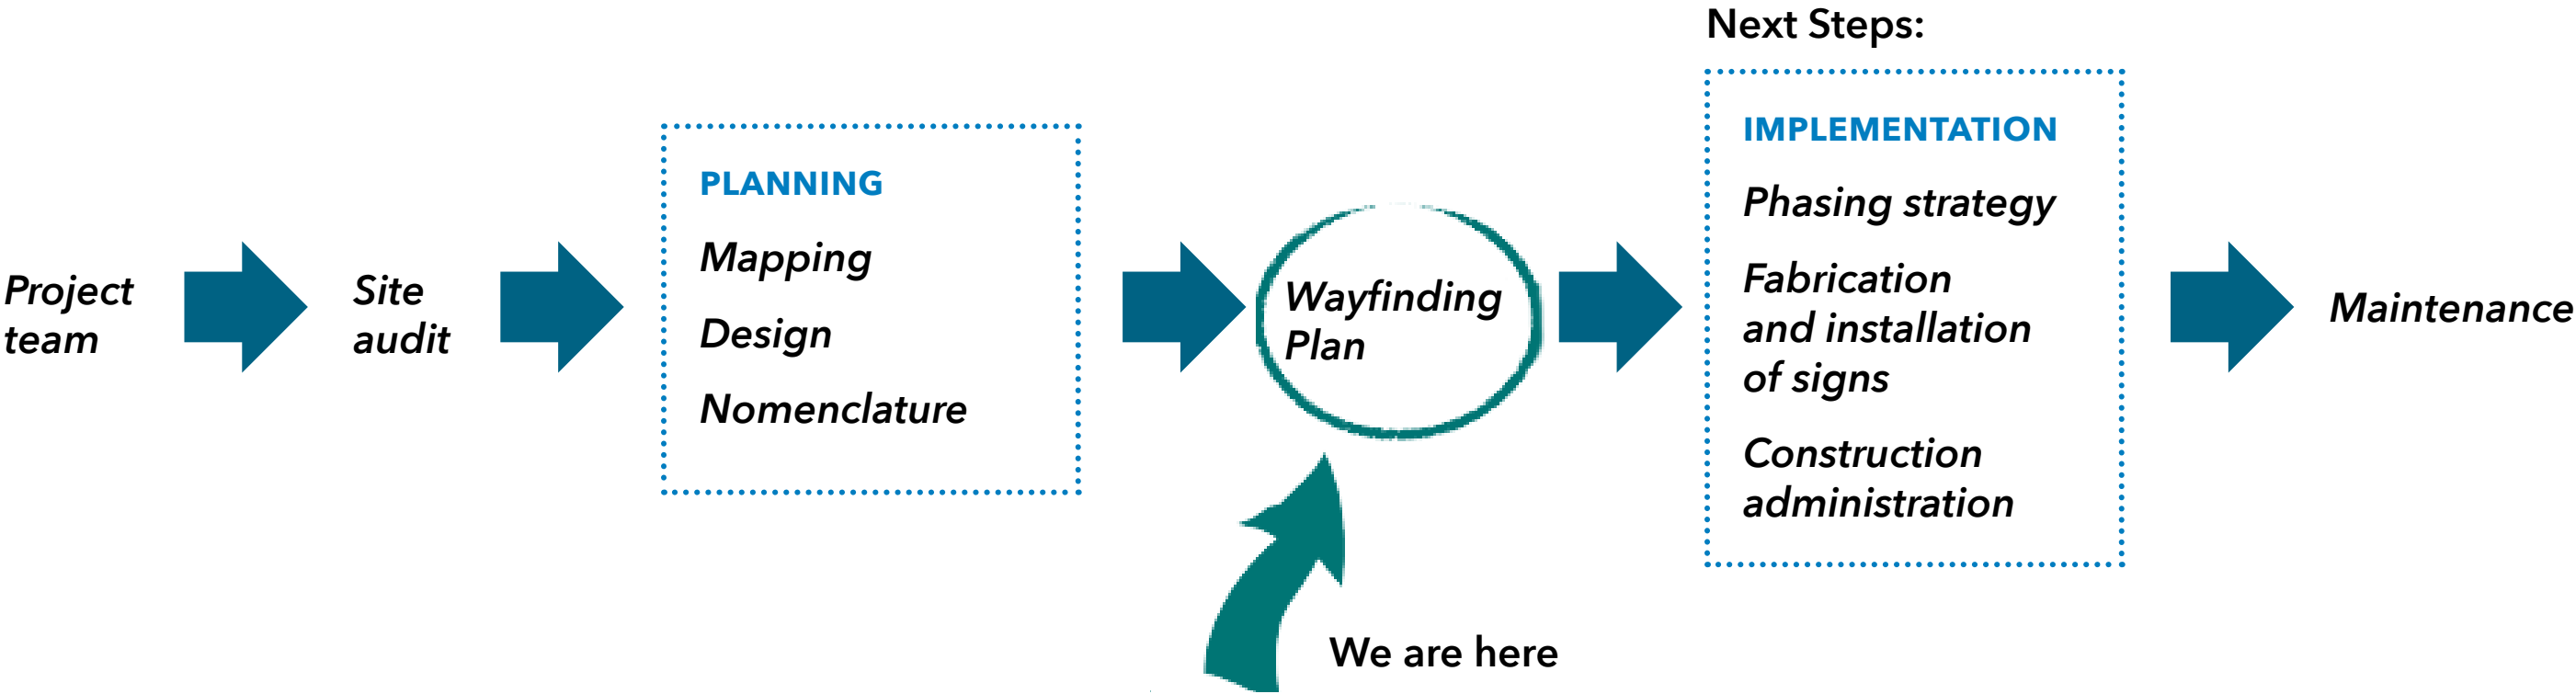 Project
team
Site
audit
PLANNING
Mapping
Design
Nomenclature
Wayfinding
Plan
We are here
Next Steps:
IMPLEMENTATION
Phasing strategy
Fabrication
and installation
of signs
Construction
administration
Maintenance